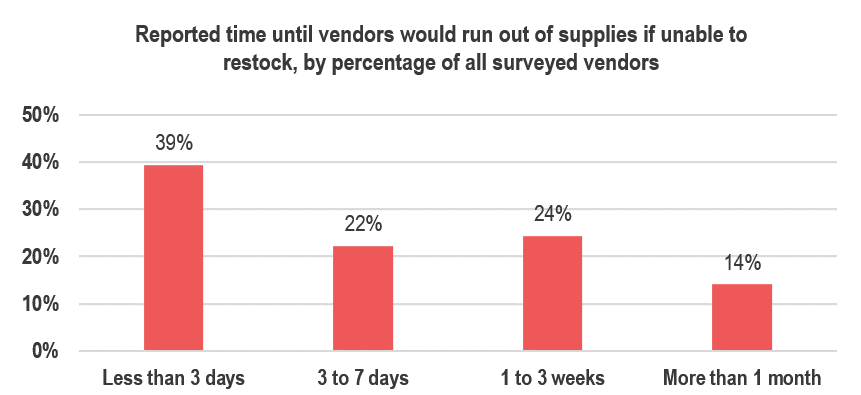 Reported time until vendors would run out of supplies if unable to
restock, by percentage of all surveyed vendors
50%
40%
30%
20%
10%
0%
39%
22%
24%
14%
Less than 3 days
3 to 7 days
1 to 3 weeks
More than 1 month